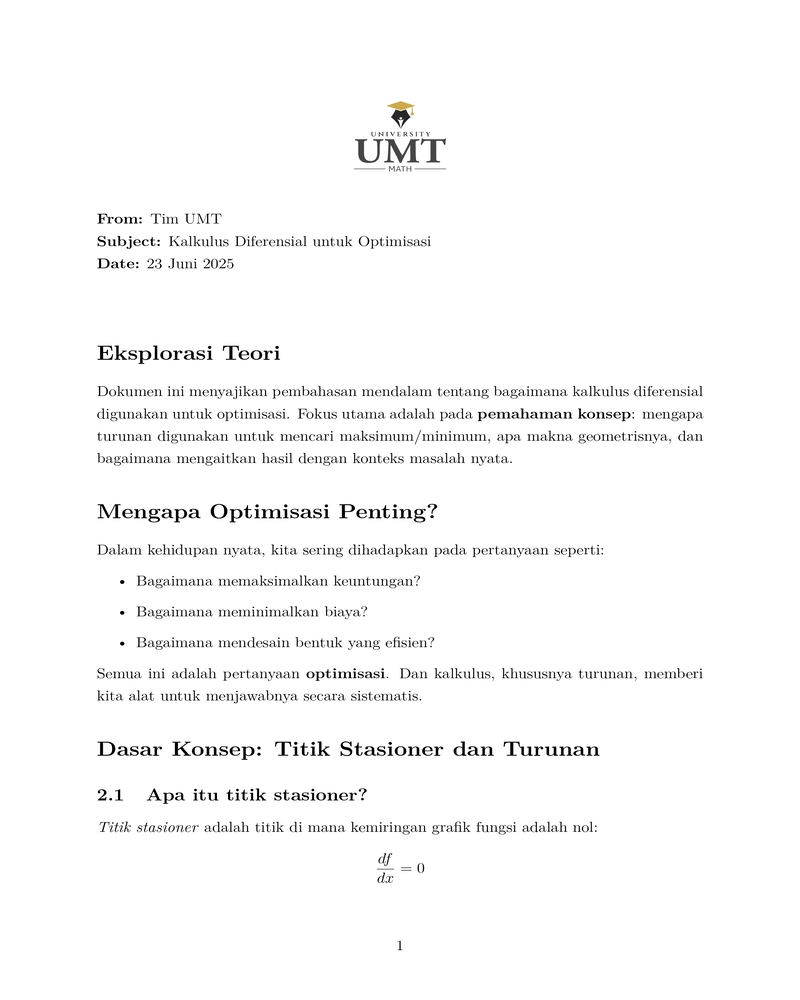 UNIVERSITY
UMT
MATH
From: Tim UMT
Subject: Kalkulus Diferensial untuk Optimisasi
Date: 23 Juni 2025
Eksplorasi Teori
Dokumen ini menyajikan pembahasan mendalam tentang bagaimana kalkulus diferensial
digunakan untuk optimisasi. Fokus utama adalah pada pemahaman konsep: mengapa
turunan digunakan untuk mencari maksimum/minimum, apa makna geometrisnya, dan
bagaimana mengaitkan hasil dengan konteks masalah nyata.
Mengapa Optimisasi Penting?
Dalam kehidupan nyata, kita sering dihadapkan pada pertanyaan seperti:
• Bagaimana memaksimalkan keuntungan?
• Bagaimana meminimalkan biaya?
• Bagaimana mendesain bentuk yang efisien?
Semua ini adalah pertanyaan optimisasi. Dan kalkulus, khususnya turunan, memberi
kita alat untuk menjawabnya secara sistematis.
Dasar Konsep: Titik Stasioner dan Turunan
2.1 Apa itu titik stasioner?
Titik stasioner adalah titik di mana kemiringan grafik fungsi adalah nol:
df/dx = 0
1